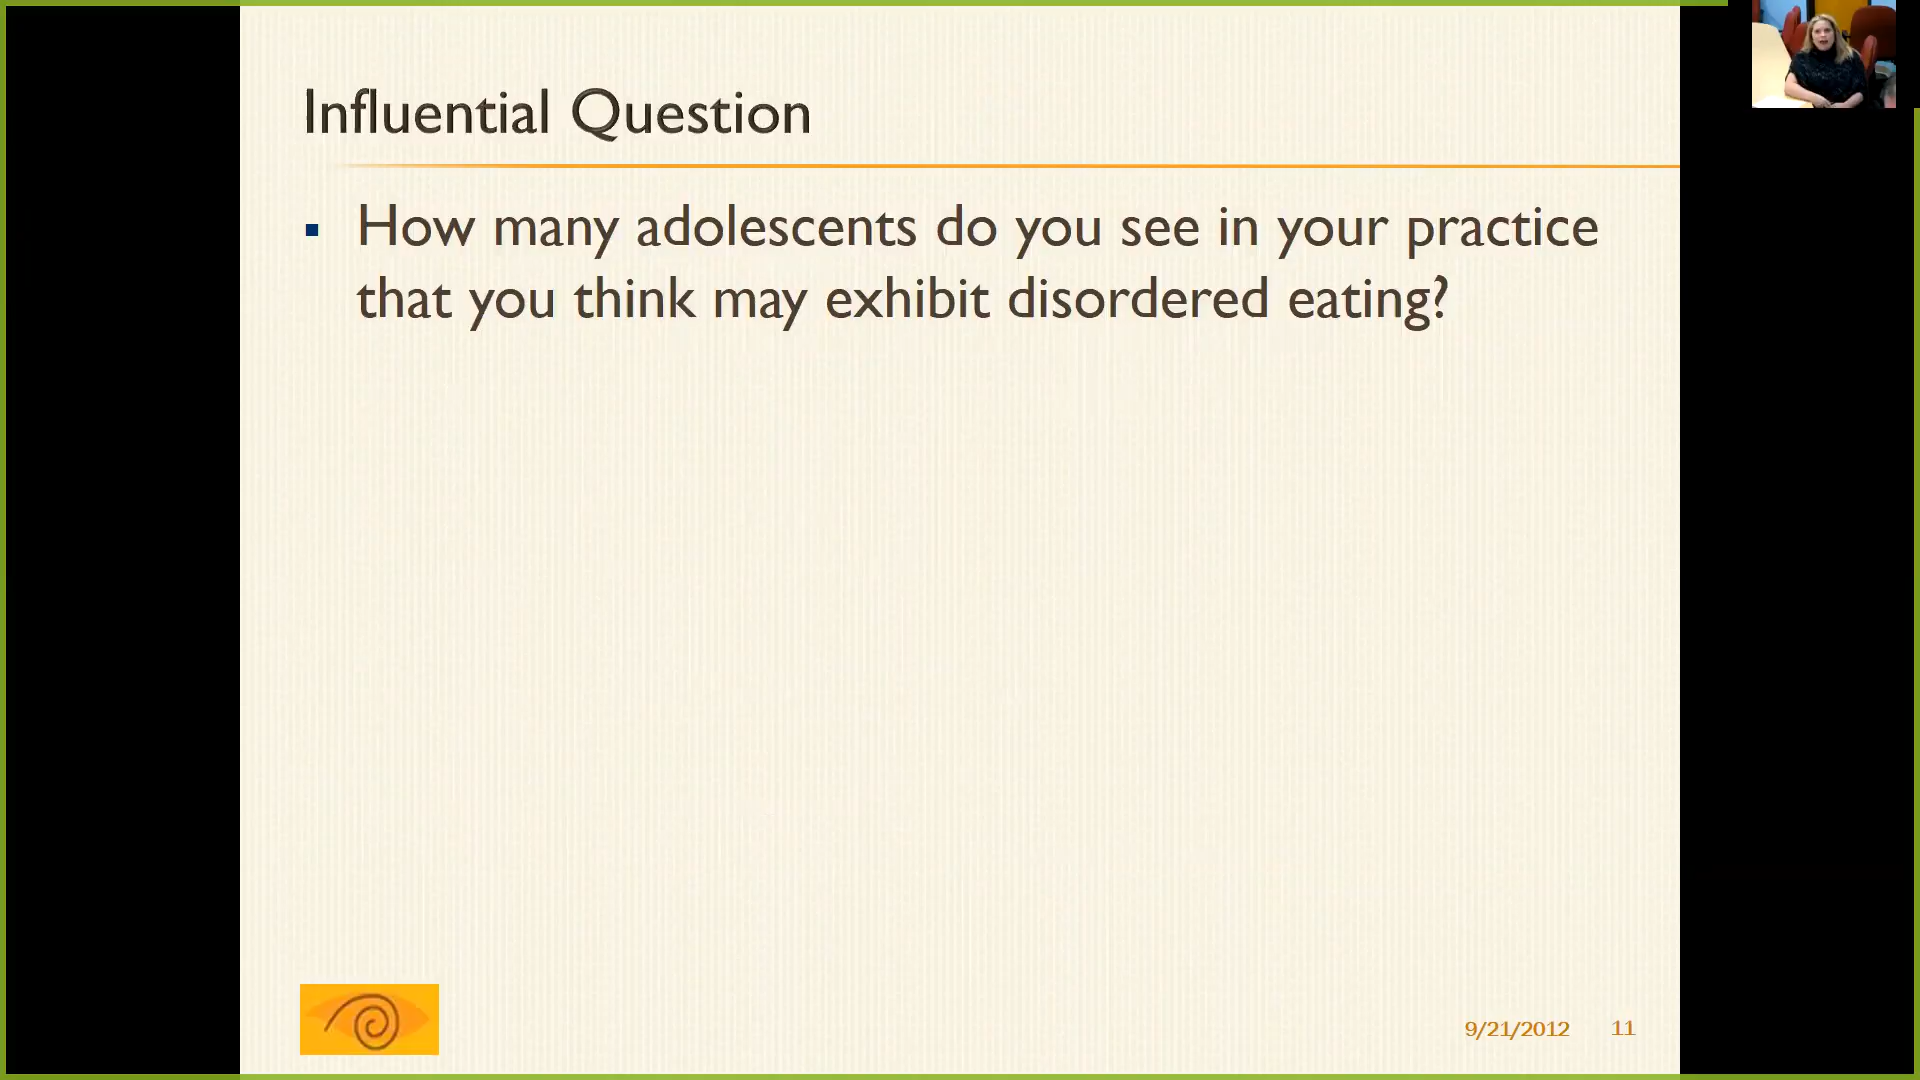 Influential Question
How many adolescents do you see in your practice
that you think may exhibit disordered eating?
9/21/2012 11